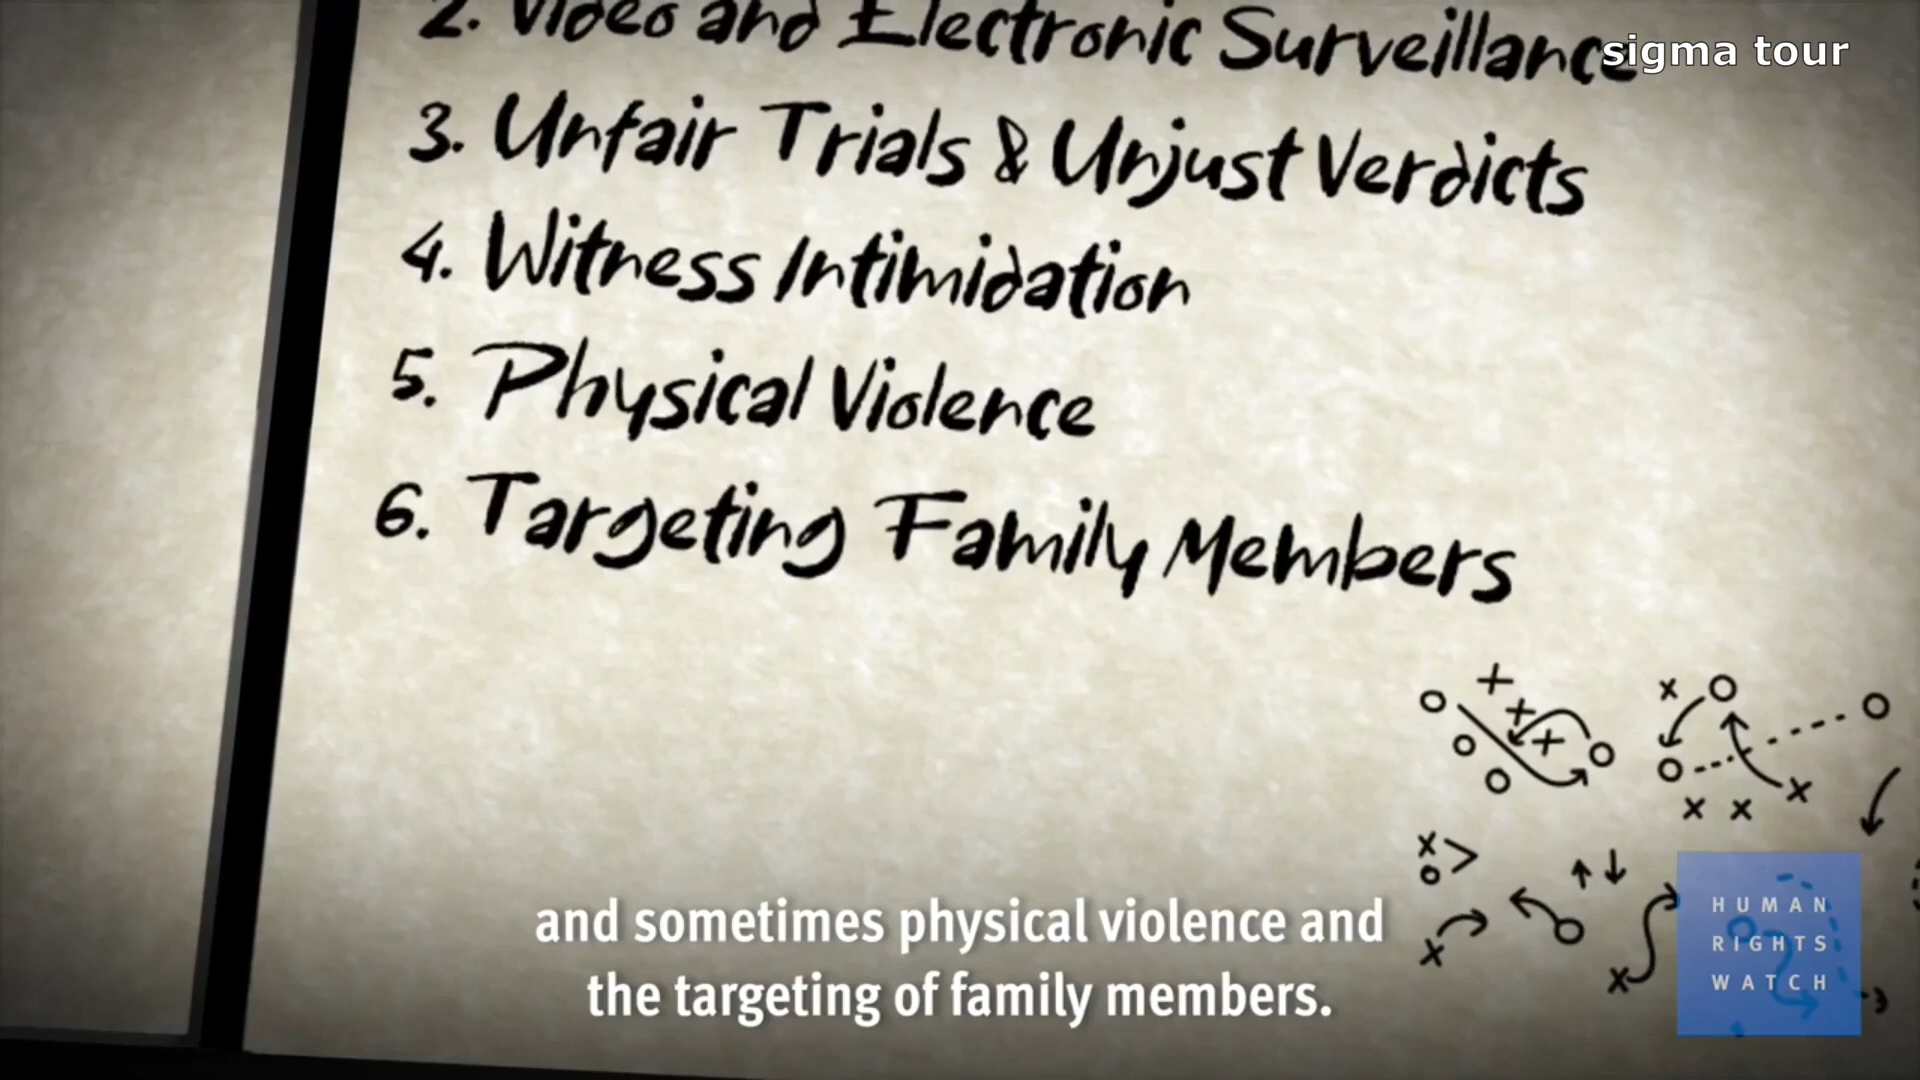 2. Video and Electronic Surveillance
sigma tour
3. Unfair Trials & Unjust Verdicts
4. Witness Intimidation
5. Physical Violence
6. Targeting Family Members
and sometimes physical violence and
the targeting of family members.
HUMAN
RIGHTS
WATCH